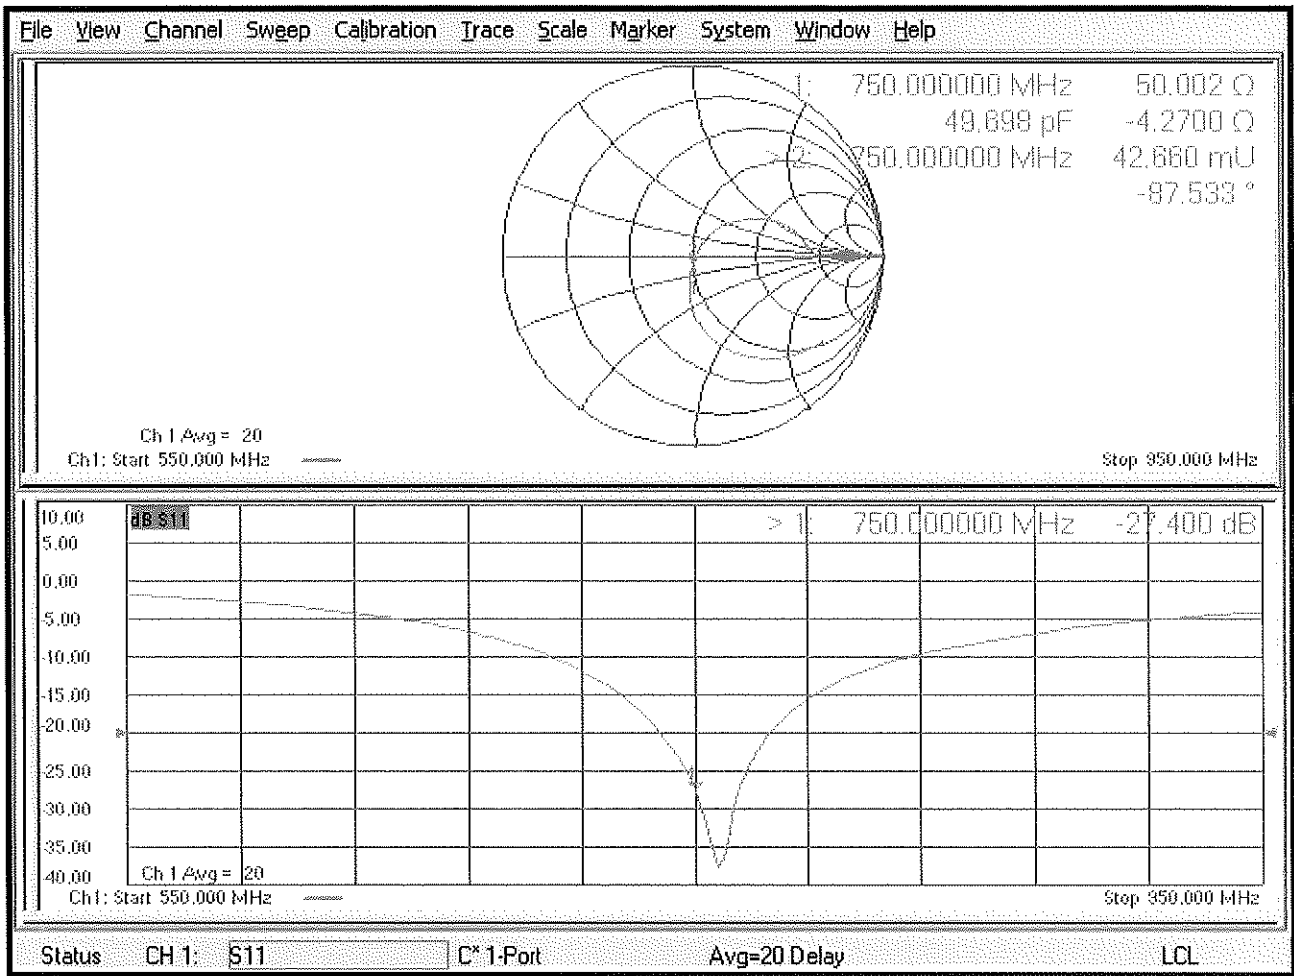 File View Channel Sweep Calibration Trace Scale Marker System Window Help
1: 750.000000 MHz 50.002 Ω
49.698 pF -4.2700 Ω
> 2: 750.000000 MHz 42.660 mU
-87.533 °
Ch 1 Avg = 20
Ch1: Start 550.000 MHz
Stop 950.000 MHz
10.00
dB S11
> 1: 750.000000 MHz -27.400 dB
5.00
0.00
-5.00
-10.00
-15.00
-20.00
-25.00
-30.00
-35.00
-40.00
Ch 1 Avg = 20
Ch1: Start 550.000 MHz
Stop 950.000 MHz
Status CH 1: S11 C* 1-Port Avg=20 Delay LCL